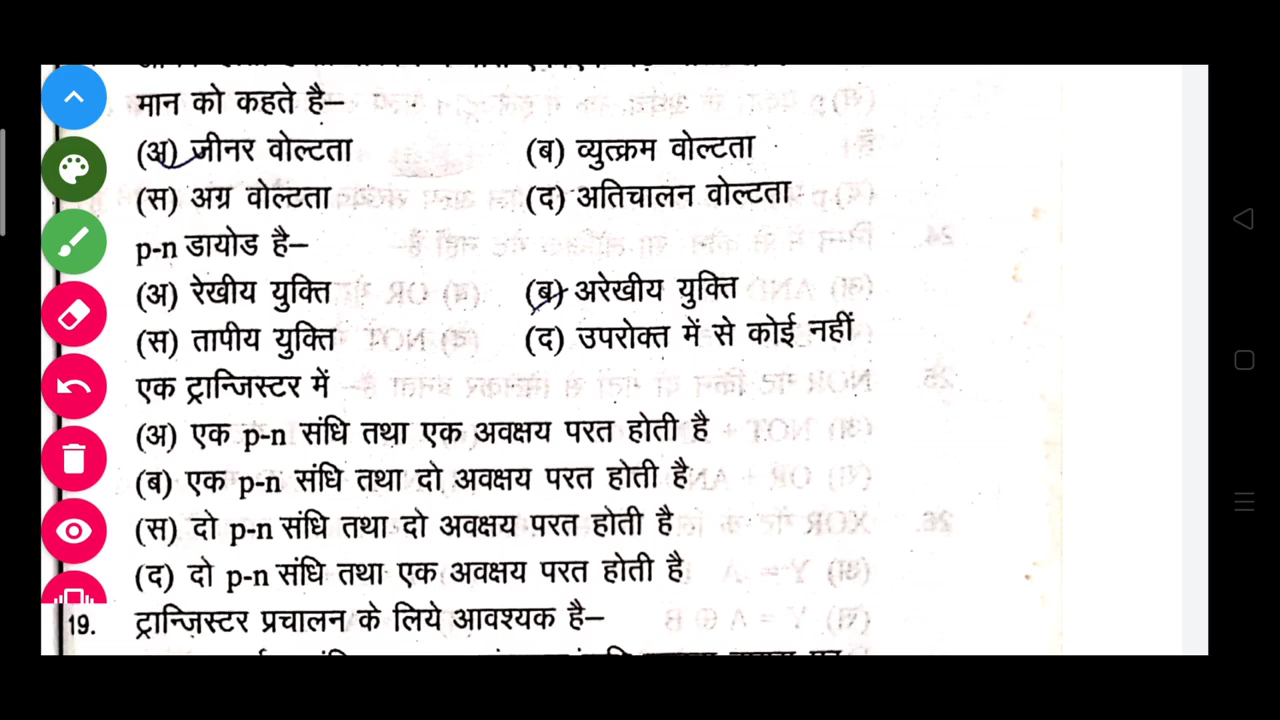 मान को कहते है–
(अ) जीनर वोल्टता (ब) व्युत्क्रम वोल्टता
(स) अग्र वोल्टता (द) अतिचालन वोल्टता
p-n डायोड है–
(अ) रेखीय युक्ति (ब) अरेखीय युक्ति
(स) तापीय युक्ति (द) उपरोक्त में से कोई नहीं
एक ट्रान्जिस्टर में
(अ) एक p-n संधि तथा एक अवक्षय परत होती है
(ब) एक p-n संधि तथा दो अवक्षय परत होती है
(स) दो p-n संधि तथा दो अवक्षय परत होती है
(द) दो p-n संधि तथा एक अवक्षय परत होती है
19. ट्रान्जिस्टर प्रचालन के लिये आवश्यक है–